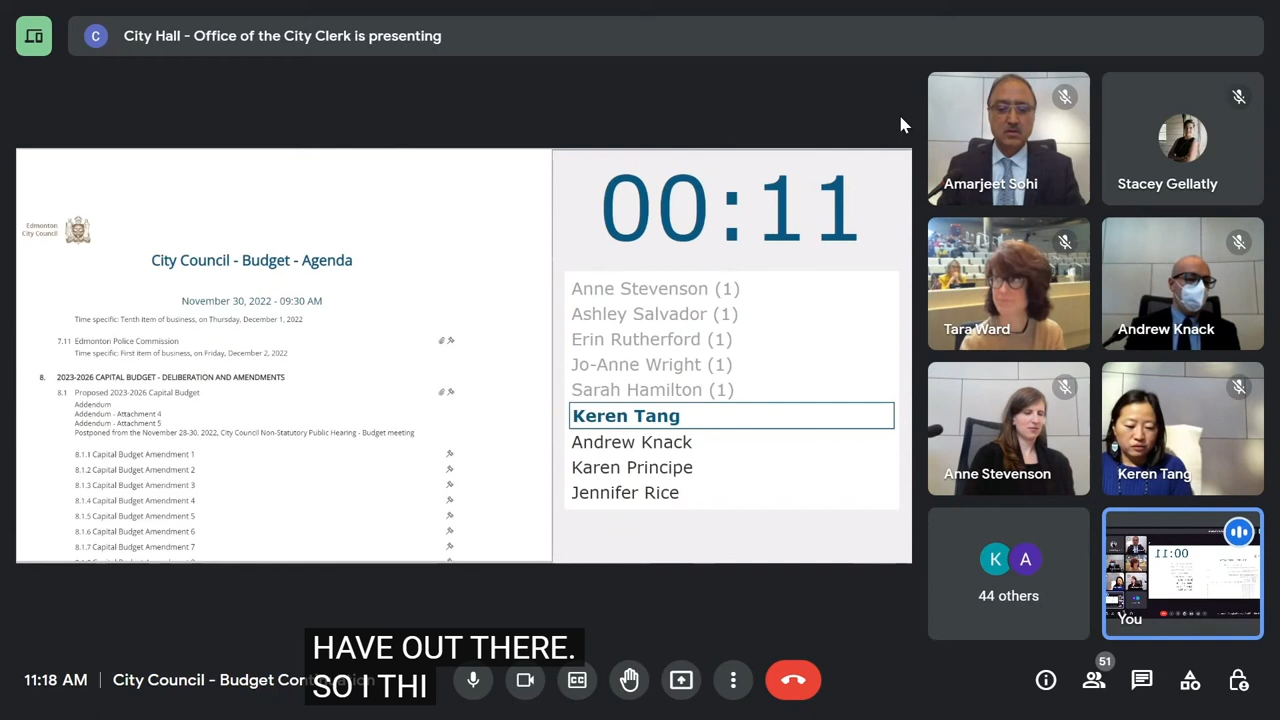 C City Hall - Office of the City Clerk is presenting
Edmonton
City Council
City Council - Budget - Agenda
November 30, 2022 - 09:30 AM
Time specific: Tenth item of business, on Thursday, December 1, 2022
7.11 Edmonton Police Commission
Time specific: First item of business, on Friday, December 2, 2022
8. 2023-2026 CAPITAL BUDGET - DELIBERATION AND AMENDMENTS
8.1 Proposed 2023-2026 Capital Budget
Addendum
Addendum - Attachment 4
Addendum - Attachment 5
Postponed from the November 28-30, 2022, City Council Non-Statutory Public Hearing - Budget meeting
8.1.1 Capital Budget Amendment 1
8.1.2 Capital Budget Amendment 2
8.1.3 Capital Budget Amendment 3
8.1.4 Capital Budget Amendment 4
8.1.5 Capital Budget Amendment 5
8.1.6 Capital Budget Amendment 6
8.1.7 Capital Budget Amendment 7
00:11
Anne Stevenson (1)
Ashley Salvador (1)
Erin Rutherford (1)
Jo-Anne Wright (1)
Sarah Hamilton (1)
Keren Tang
Andrew Knack
Karen Principe
Jennifer Rice
Amarjeet Sohi
Stacey Gellatly
Tara Ward
Andrew Knack
Anne Stevenson
Keren Tang
K A
44 others
00:11
You
HAVE OUT THERE.
SO I THI
11:18 AM | City Council - Budget Con
CC
51